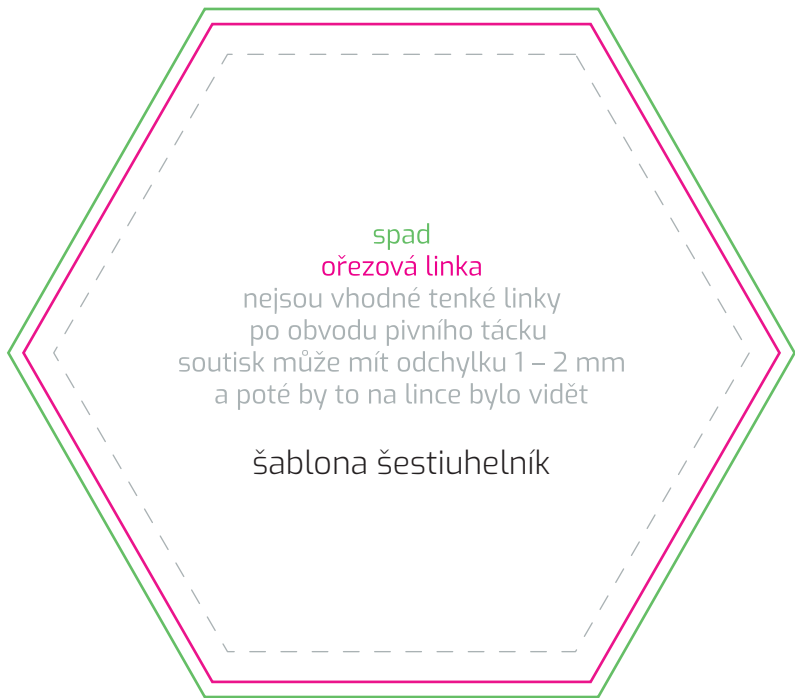 spad
ořezová linka
nejsou vhodné tenké linky
po obvodu pivního tácku
soutisk může mít odchylku 1 – 2 mm
a poté by to na lince bylo vidět
šablona šestiuhelník